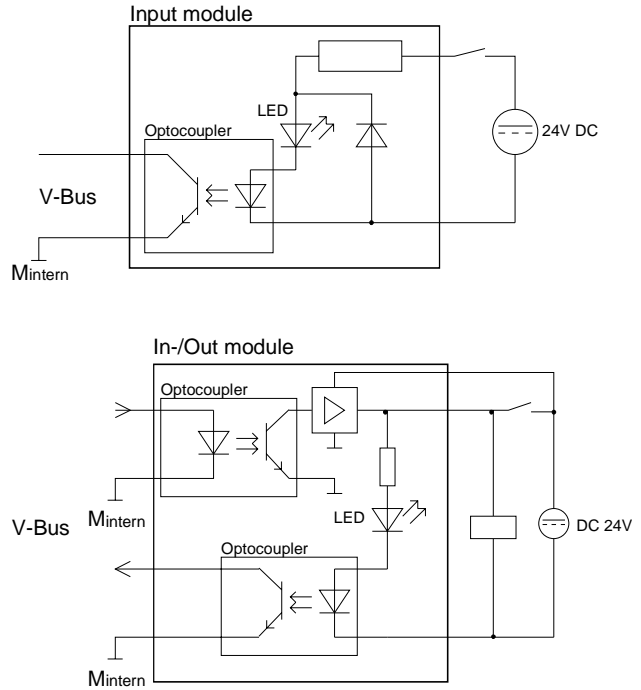 Input module
LED
Optocoupler
24V DC
V-Bus
Mintern
In-/Out module
Optocoupler
Mintern
LED
V-Bus
DC 24V
Optocoupler
Mintern